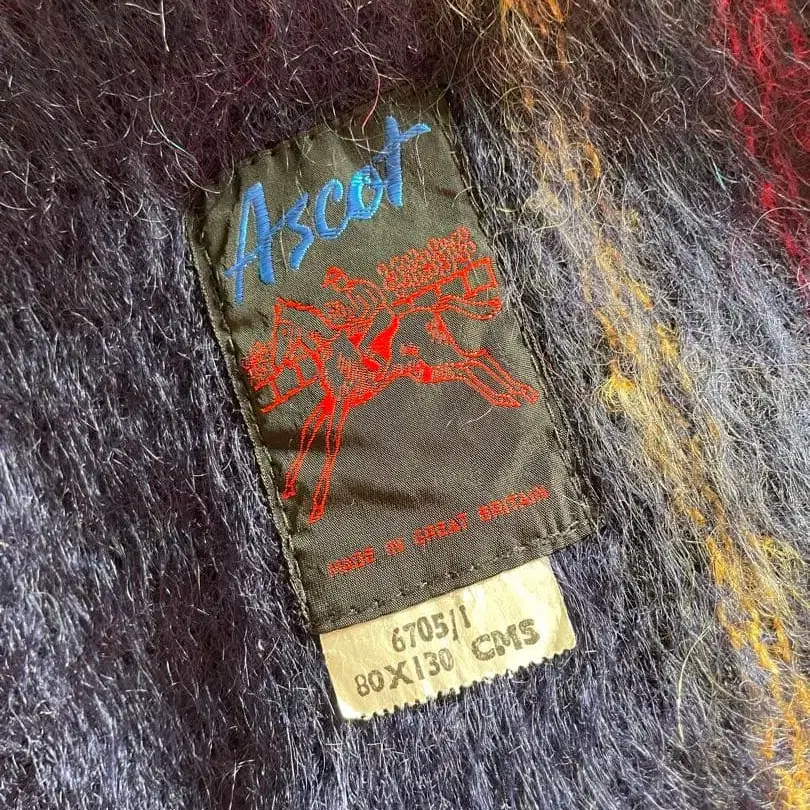 Ascot
MADE IN GREAT BRITAIN
6705/1
80X130 CMS